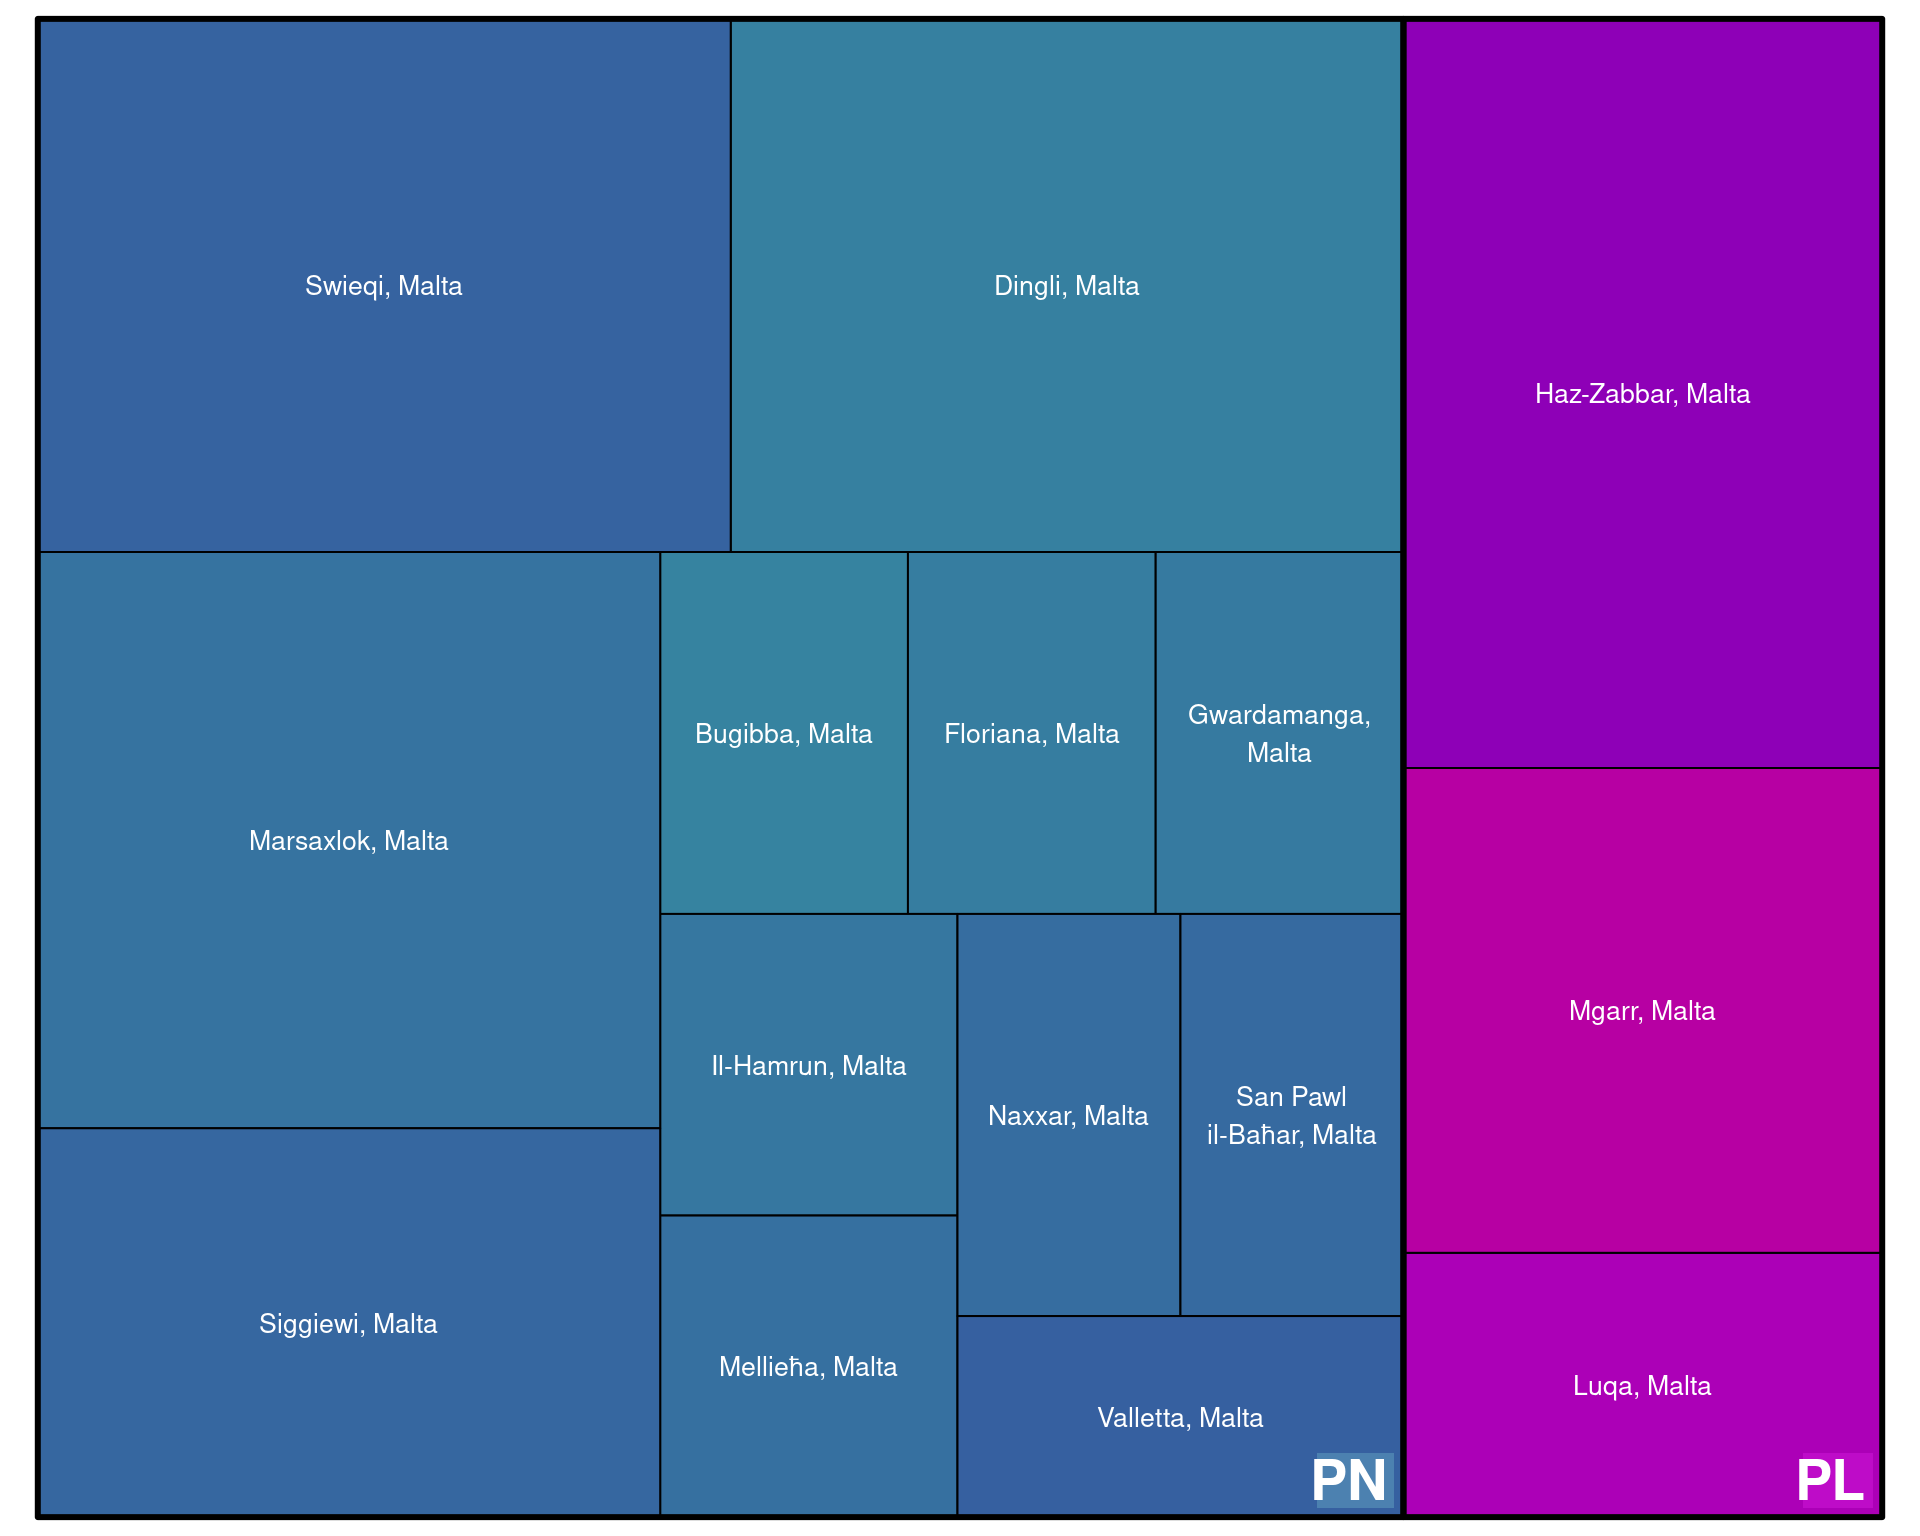 Swieqi, Malta
Dingli, Malta
Haz-Zabbar, Malta
Marsaxlok, Malta
Bugibba, Malta
Floriana, Malta
Gwardamanga,
Malta
Mgarr, Malta
Il-Hamrun, Malta
Naxxar, Malta
San Pawl
il-Baħar, Malta
Siggiewi, Malta
Mellieħa, Malta
Valletta, Malta
Luqa, Malta
PN
PL